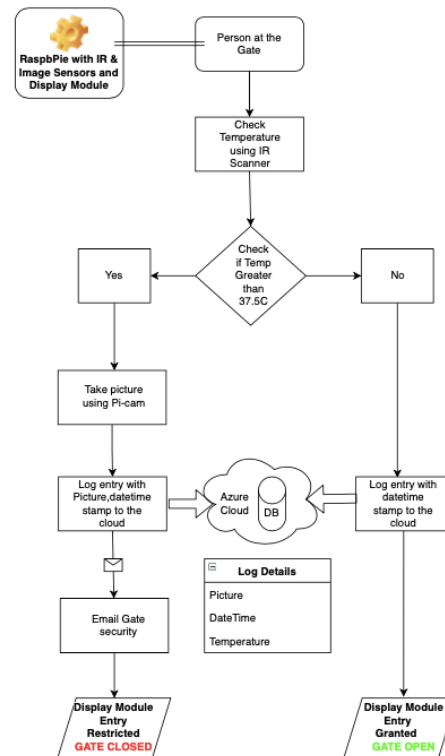 RaspbPie with IR &
Image Sensors and
Display Module
Person at the
Gate
Check
Temperature
using IR
Scanner
Check
if Temp
Greater
than
37.5C
Yes
No
Take picture
using Pi-cam
Log entry with
Picture,datetime
stamp to the
cloud
Azure
Cloud
DB
Log entry with
datetime
stamp to the
cloud
Log Details
Picture
DateTime
Temperature
Email Gate
security
Display Module
Entry
Restricted
GATE CLOSED
Display Module
Entry
Granted
GATE OPEN